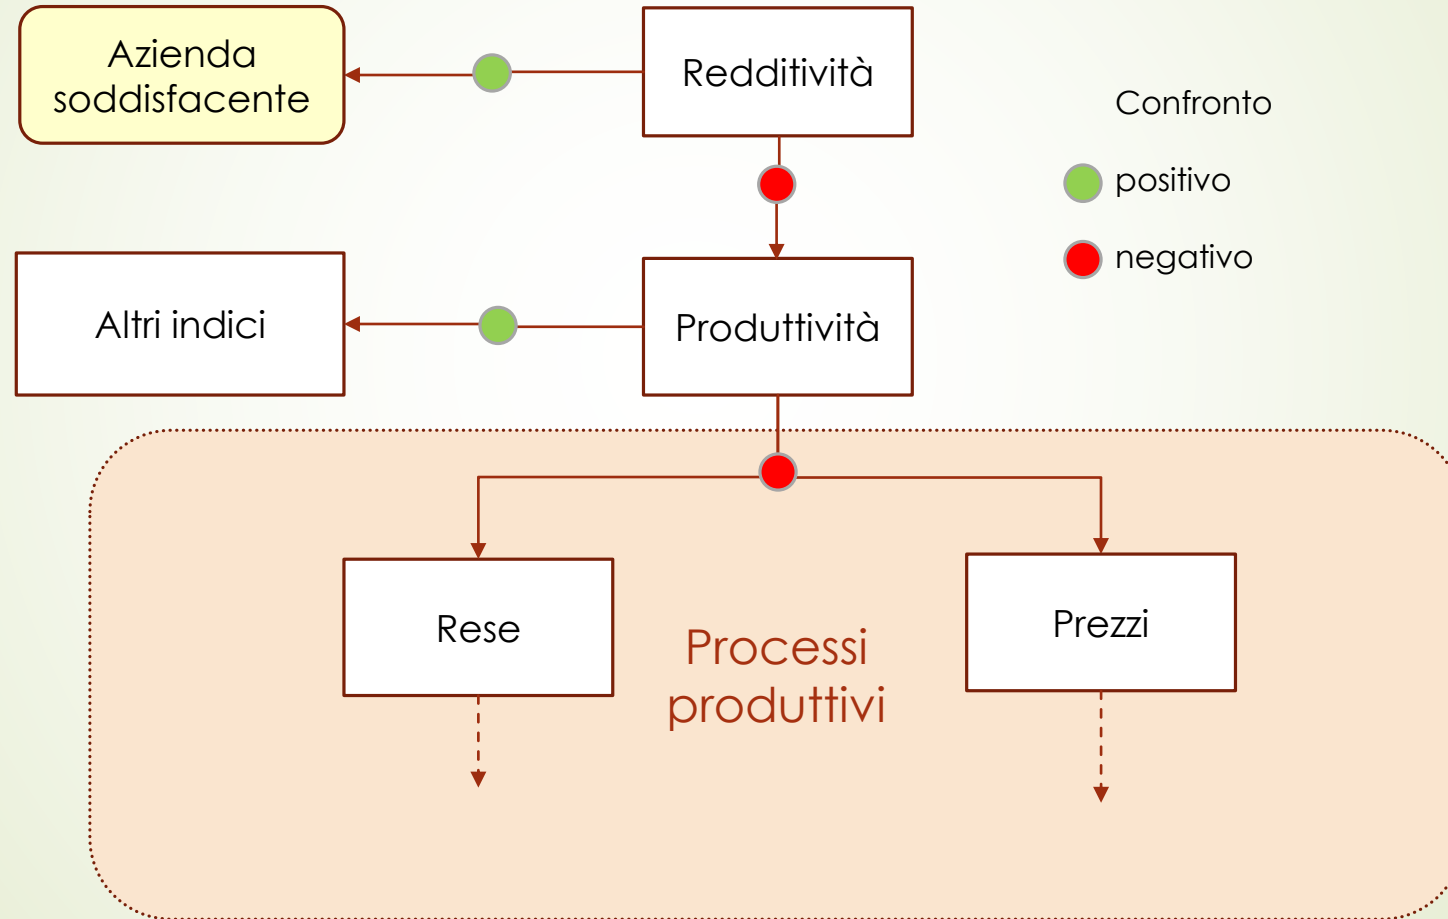 Azienda
soddisfacente
Redditività
Confronto
positivo
negativo
Altri indici
Produttività
Rese
Processi
produttivi
Prezzi